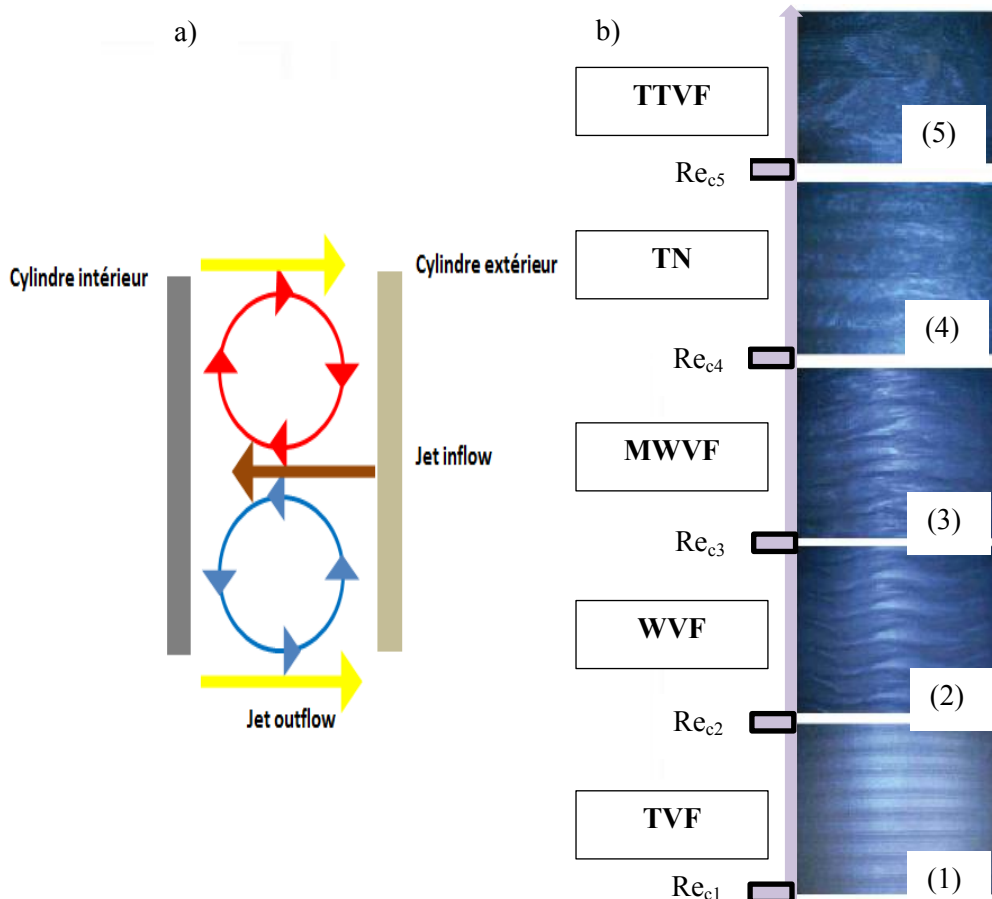 a)
Cylindre intérieur
Cylindre extérieur
Jet inflow
Jet outflow
b)
TTVF
(5)
Rec5
TN
(4)
Rec4
MWVF
(3)
Rec3
WVF
(2)
Rec2
TVF
(1)
Rec1